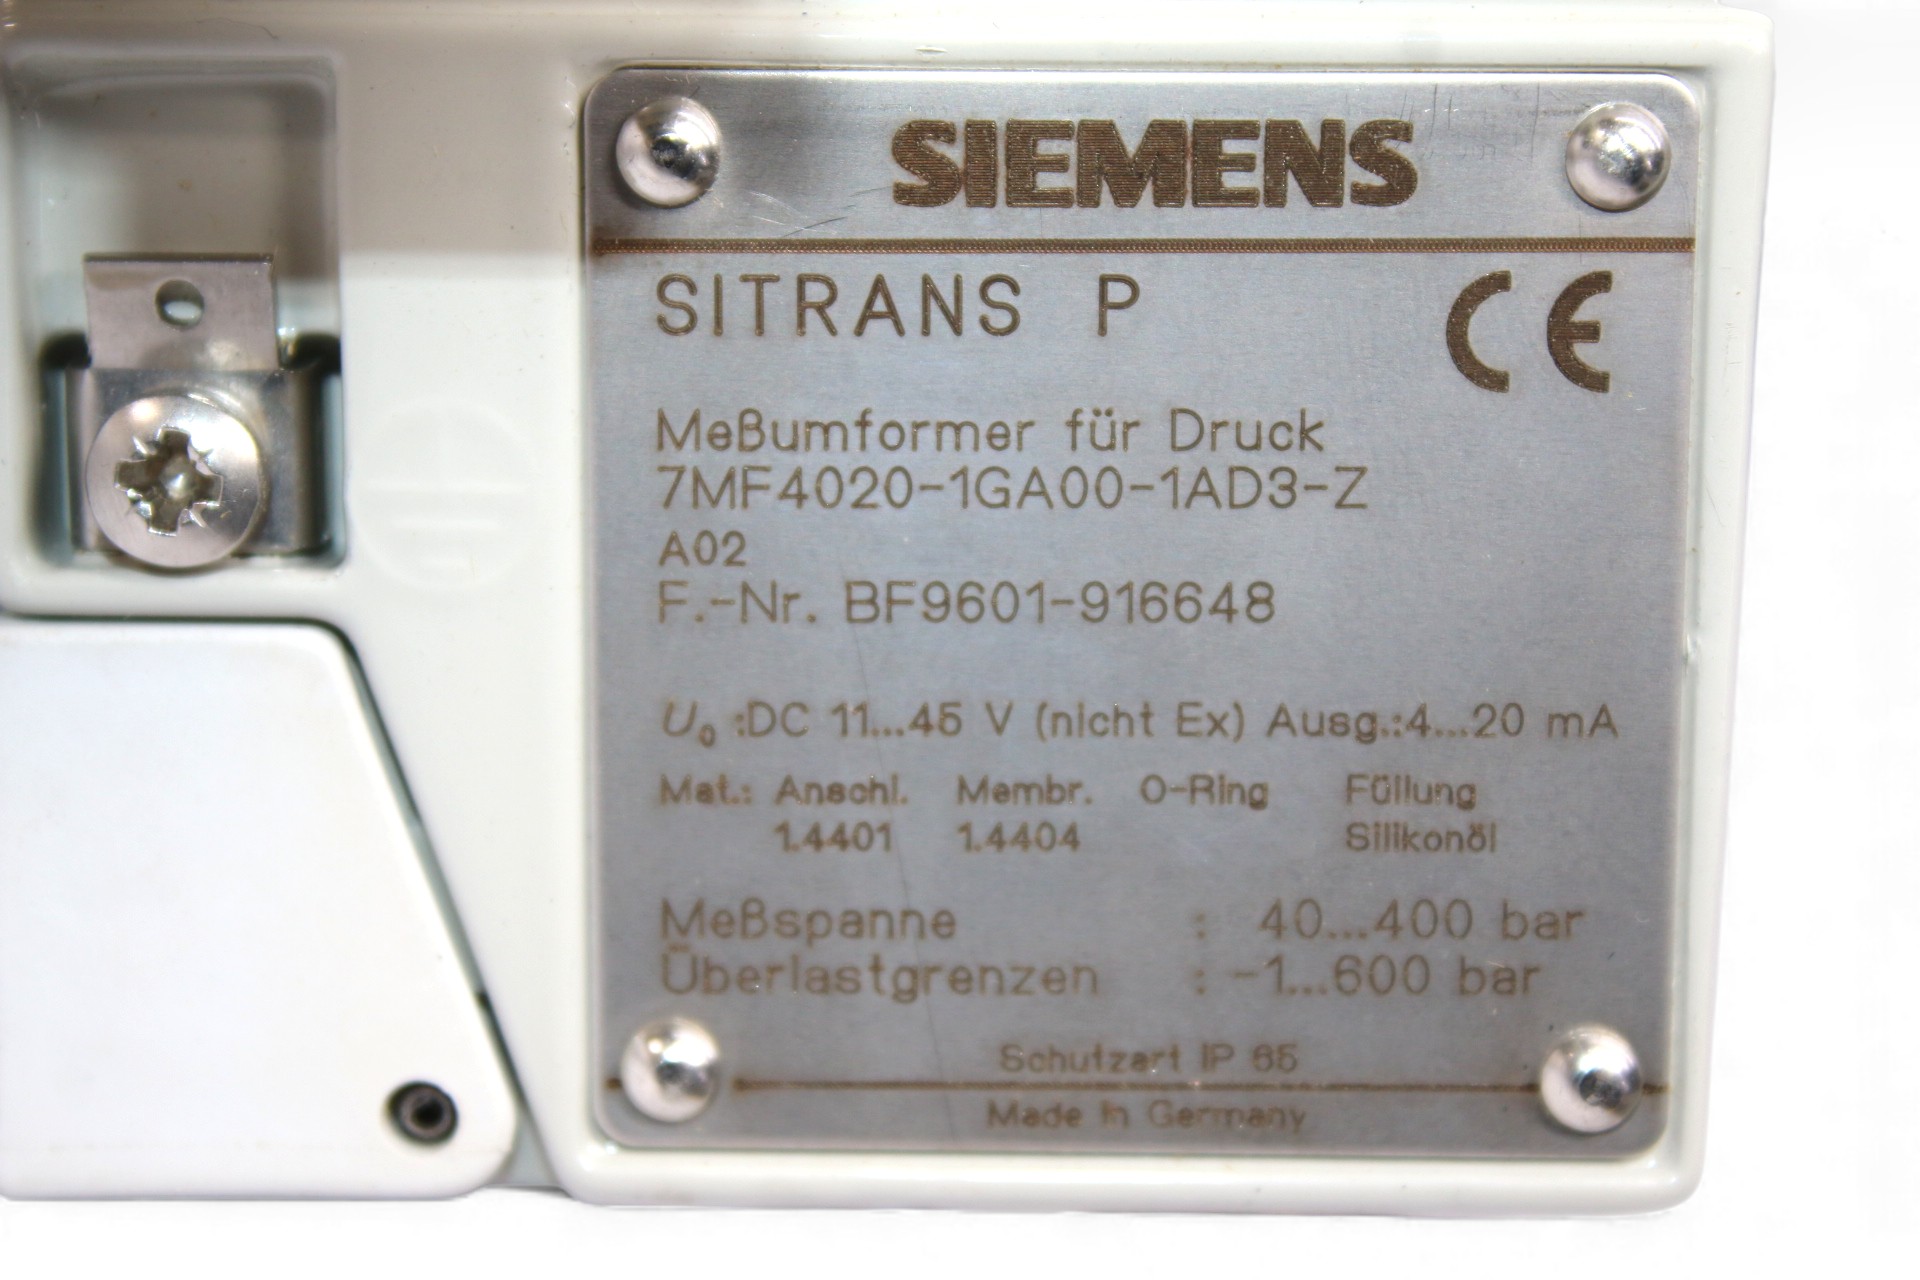 SIEMENS
SITRANS P CE
Meßumformer für Druck
7MF4020-1GA00-1AD3-Z
A02
F.-Nr. BF9601-916648
U₀ :DC 11...45 V (nicht Ex) Ausg.:4...20 mA
Mat.: Anschl. Membr. O-Ring Füllung
1.4401 1.4404 Silikonöl
Meßspanne : 40...400 bar
Überlastgrenzen : -1...600 bar
Schutzart IP 65
Made in Germany